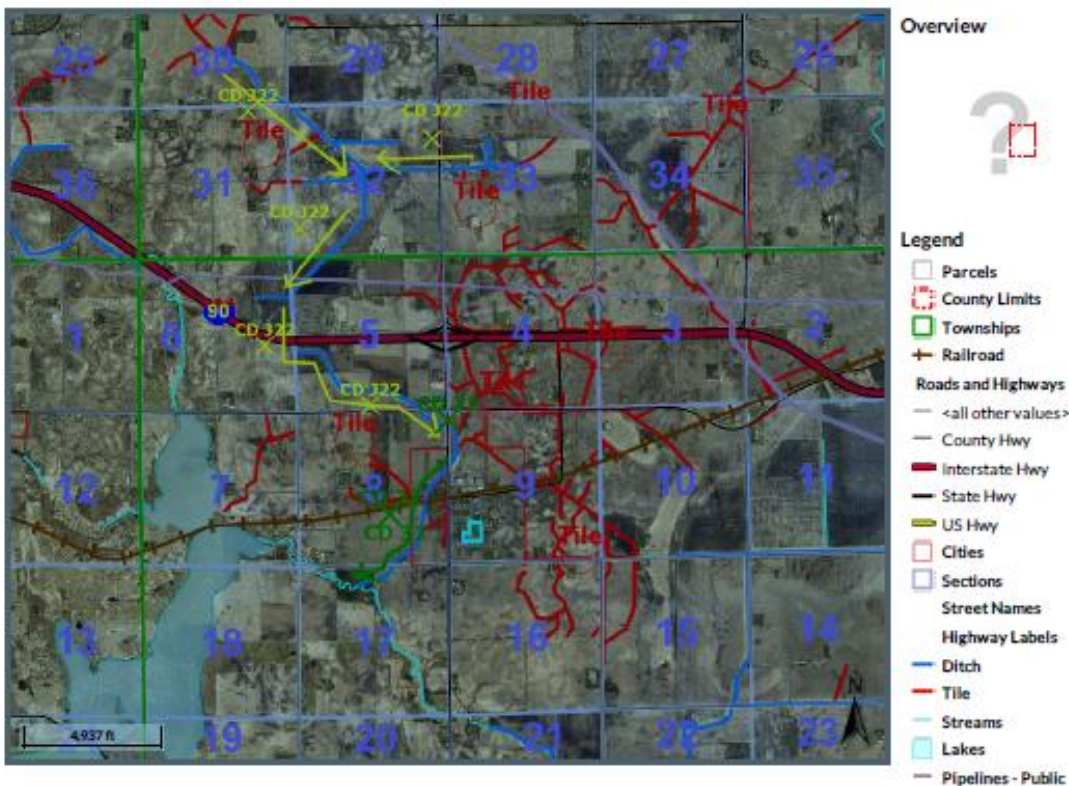 25
30
29
28
27
26
CD J22
CD J22
Tile
Tile
Tile
36
31
32
33
34
35
Tile
CD J22
90
1
6
CD J22
5
4
3
2
CD J22
Tile
12
7
8
9
10
11
CD
Tile
13
18
17
16
15
14
N
4,937 ft
19
20
21
22
23
Overview
?
Legend
Parcels
County Limits
Townships
Railroad
Roads and Highways
<all other values>
County Hwy
Interstate Hwy
State Hwy
US Hwy
Cities
Sections
Street Names
Highway Labels
Ditch
Tile
Streams
Lakes
Pipelines - Public